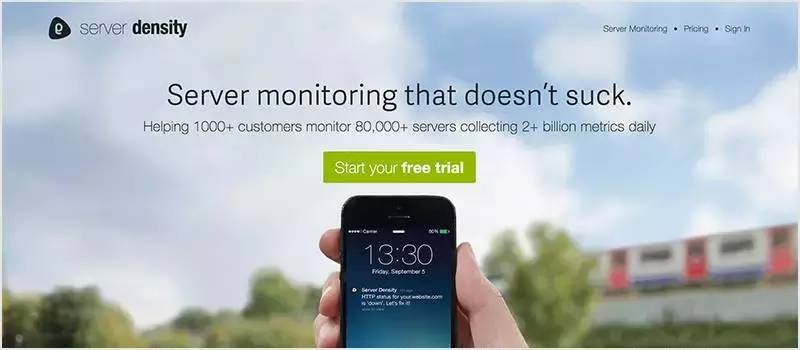 server density
Server Monitoring • Pricing • Sign In
Server monitoring that doesn't suck.
Helping 1000+ customers monitor 80,000+ servers collecting 2+ billion metrics daily
Start your free trial
Carrier 80%
13:30
Friday, September 5
Server Density
HTTP status for your.website.com
is 'down'. Let's fix it!